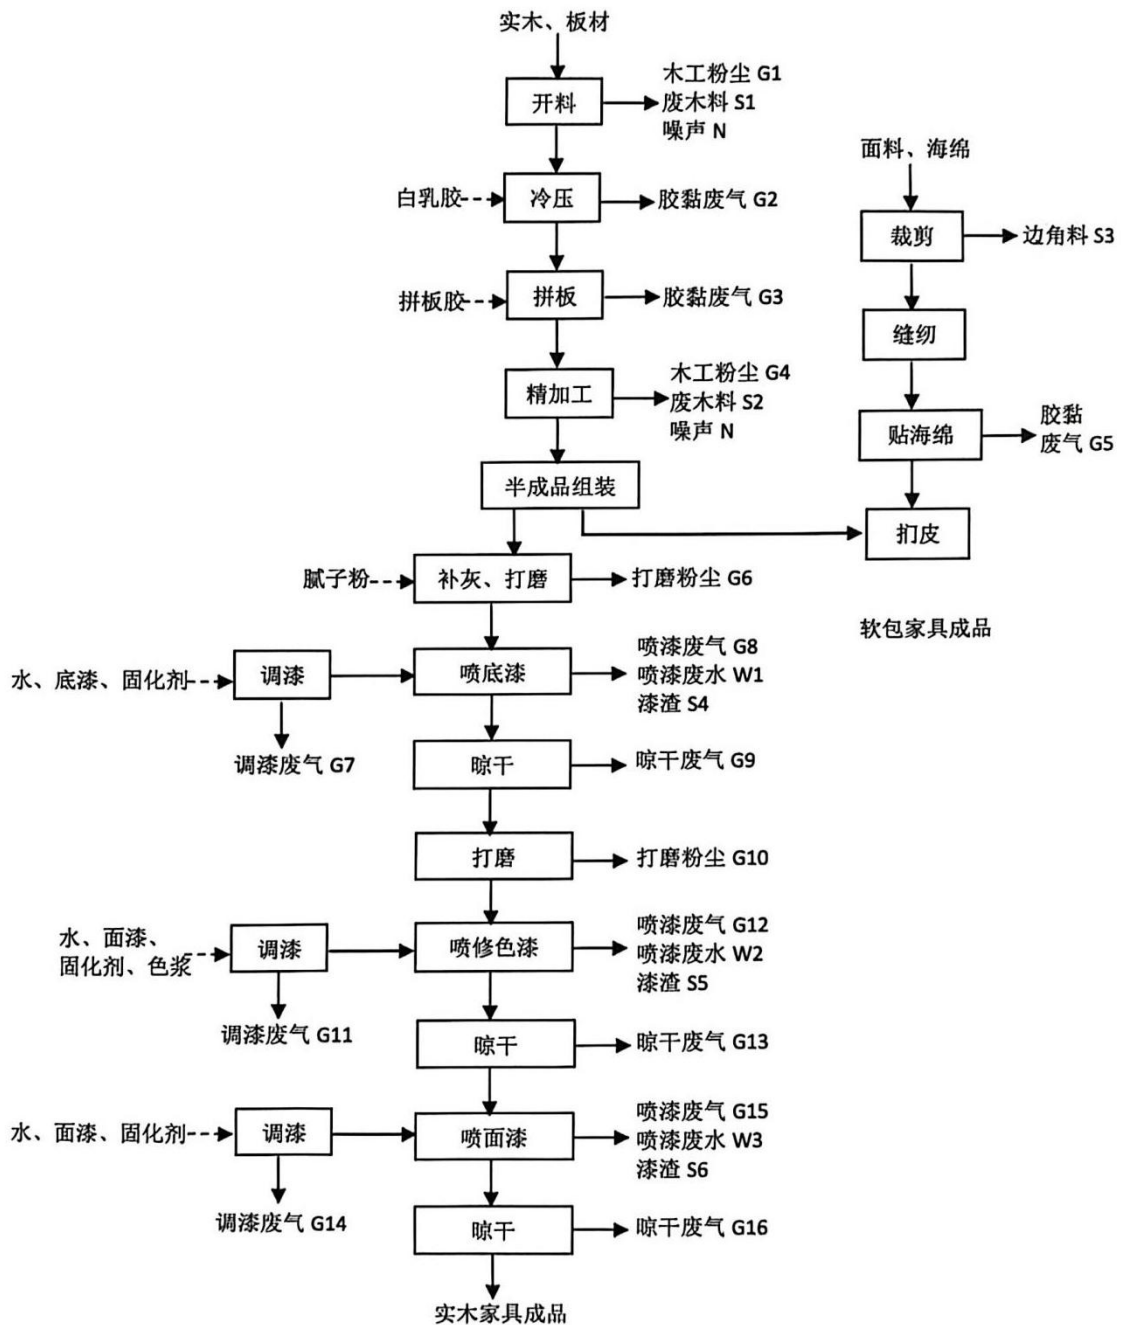 实木、板材
开料
木工粉尘 G1
废木料 S1
噪声 N
白乳胶
冷压
胶黏废气 G2
拼板胶
拼板
胶黏废气 G3
精加工
木工粉尘 G4
废木料 S2
噪声 N
半成品组装
面料、海绵
裁剪
边角料 S3
缝纫
贴海绵
胶黏
废气 G5
扪皮
软包家具成品
腻子粉
补灰、打磨
打磨粉尘 G6
水、底漆、固化剂
调漆
调漆废气 G7
喷底漆
喷漆废气 G8
喷漆废水 W1
漆渣 S4
晾干
晾干废气 G9
打磨
打磨粉尘 G10
水、面漆、
固化剂、色浆
调漆
调漆废气 G11
喷修色漆
喷漆废气 G12
喷漆废水 W2
漆渣 S5
晾干
晾干废气 G13
水、面漆、固化剂
调漆
调漆废气 G14
喷面漆
喷漆废气 G15
喷漆废水 W3
漆渣 S6
晾干
晾干废气 G16
实木家具成品